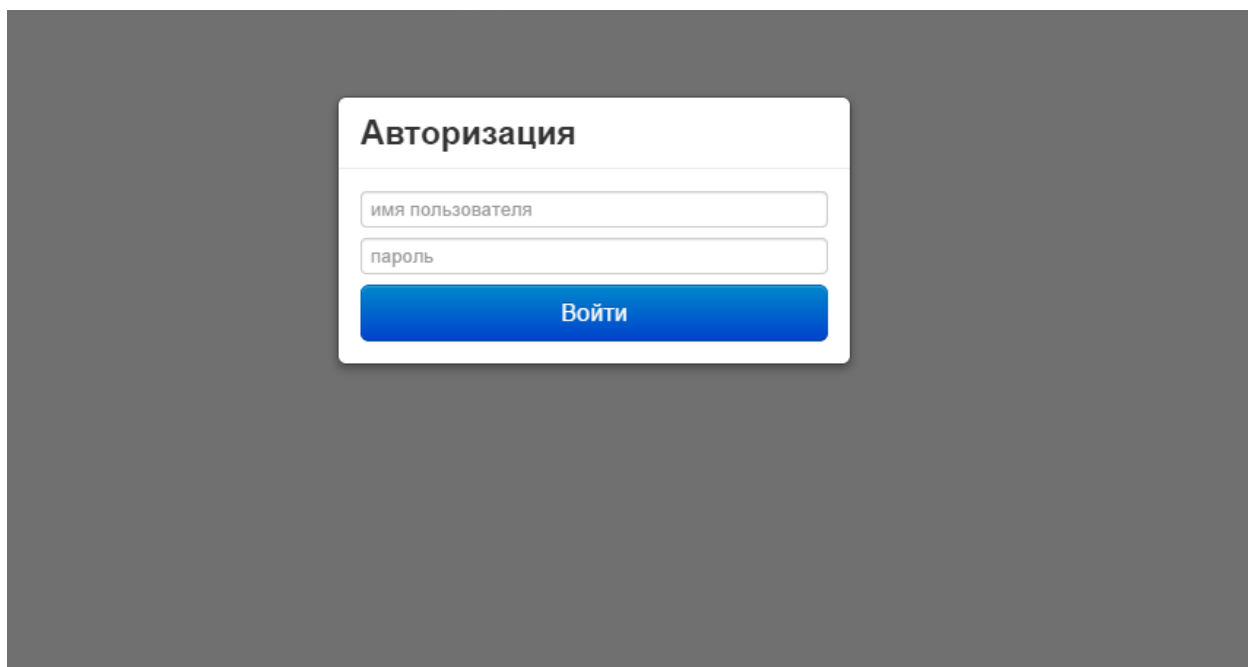 Авторизация
имя пользователя
пароль
Войти